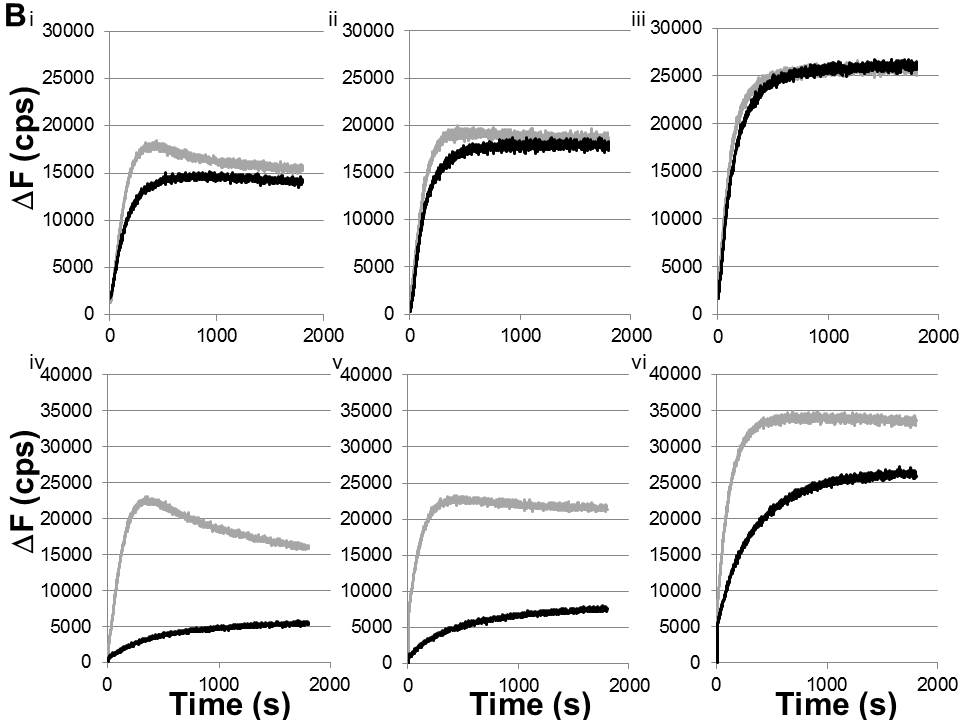 B i ii iii
30000 30000 30000
25000 25000 25000
20000 20000 20000
15000 15000 15000
10000 10000 10000
5000 5000 5000
0 0 0
0 1000 2000 0 1000 2000 0 1000 2000
ΔF (cps)
iv v vi
40000 40000 40000
35000 35000 35000
30000 30000 30000
25000 25000 25000
20000 20000 20000
15000 15000 15000
10000 10000 10000
5000 5000 5000
0 0 0
0 1000 2000 0 1000 2000 0 1000 2000
ΔF (cps)
Time (s) Time (s) Time (s)